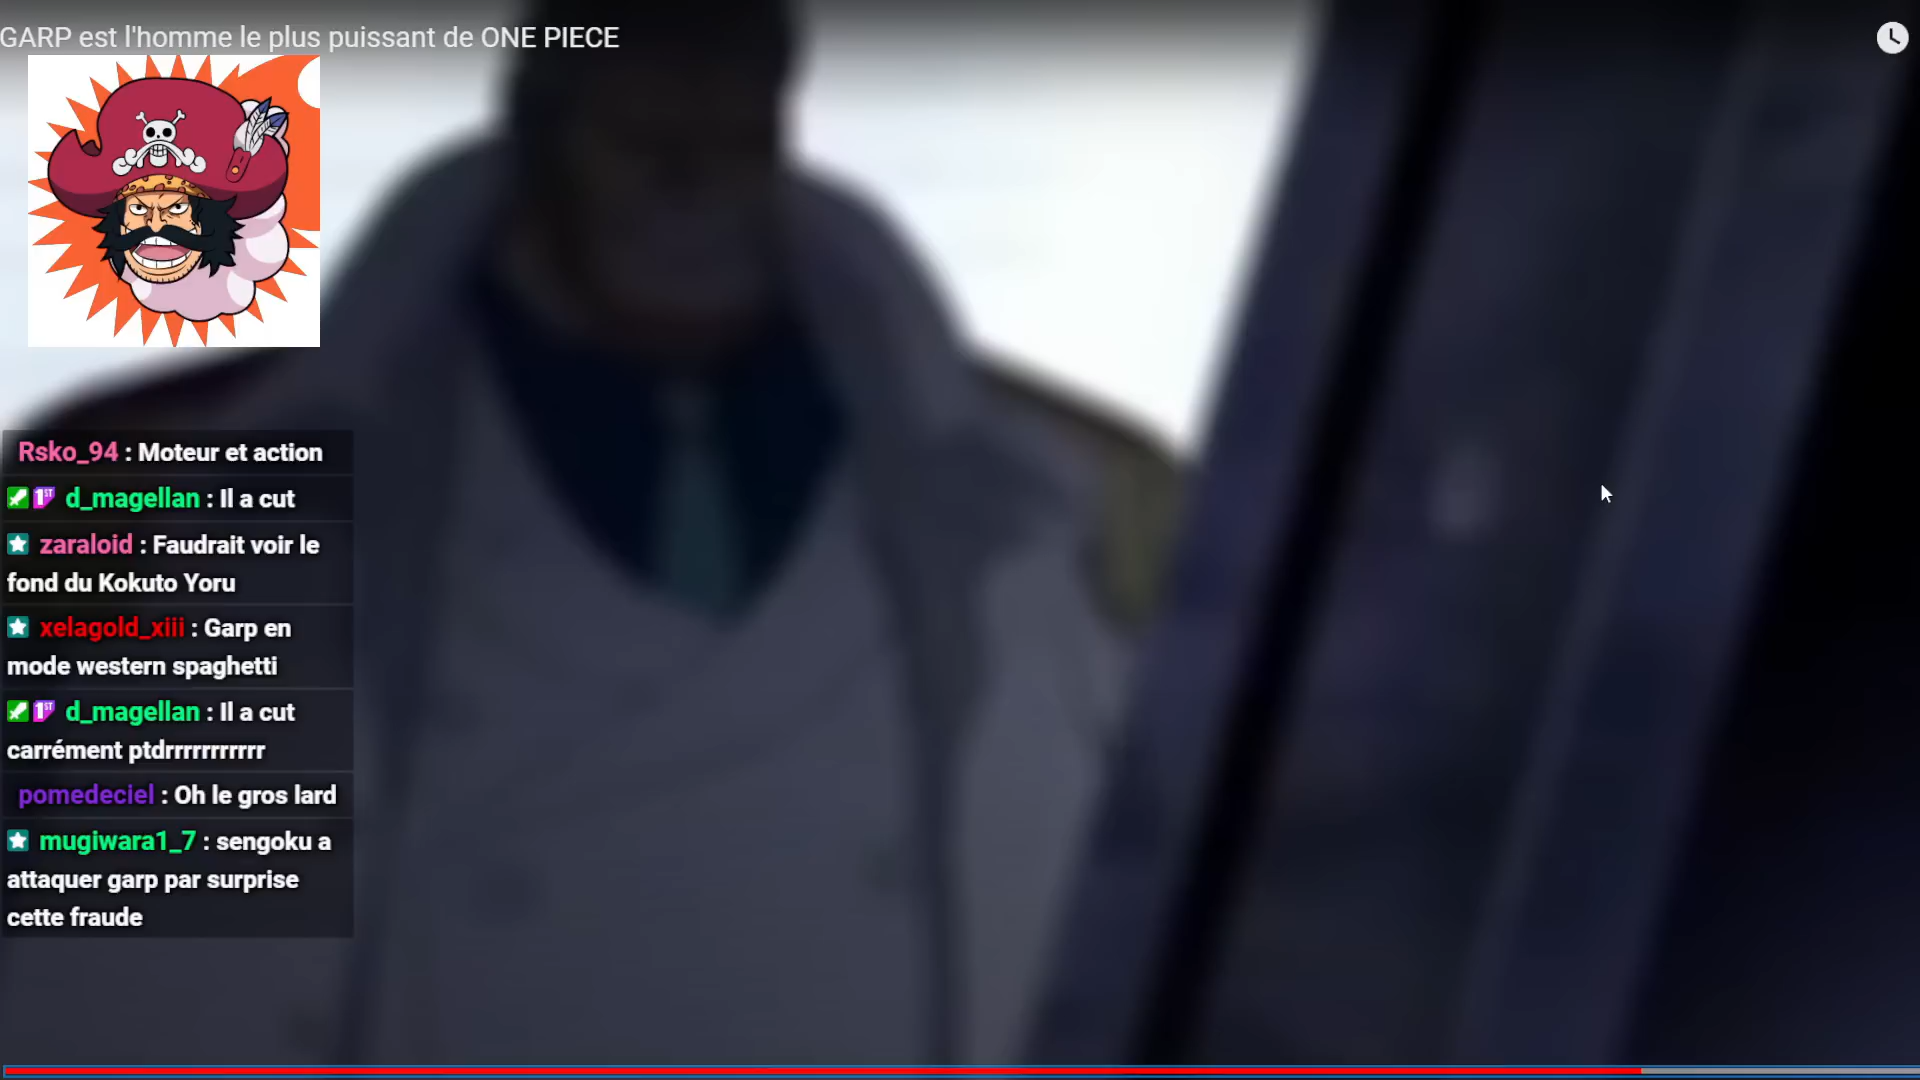 GARP est l'homme le plus puissant de ONE PIECE
Rsko_94 : Moteur et action
1ST d_magellan : Il a cut
zaraloid : Faudrait voir le
fond du Kokuto Yoru
xelagold_xiii : Garp en
mode western spaghetti
1ST d_magellan : Il a cut
carrément ptdrrrrrrrrrrr
pomedeciel : Oh le gros lard
mugiwara1_7 : sengoku a
attaquer garp par surprise
cette fraude